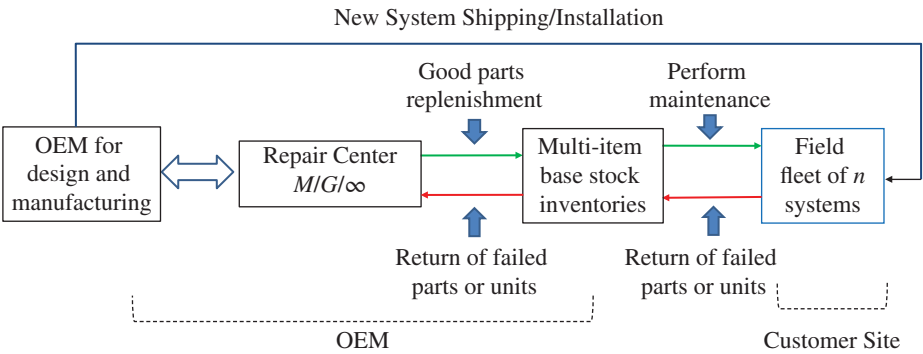 New System Shipping/Installation
Good parts
replenishment
Perform
maintenance
OEM for
design and
manufacturing
Repair Center
M/G/∞
Multi-item
base stock
inventories
Field
fleet of n
systems
Return of failed
parts or units
Return of failed
parts or units
OEM
Customer Site